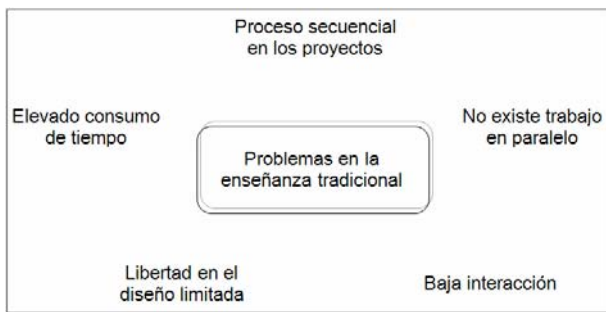 Proceso secuencial
en los proyectos
Elevado consumo
de tiempo
No existe trabajo
en paralelo
Problemas en la
enseñanza tradicional
Libertad en el
diseño limitada
Baja interacción